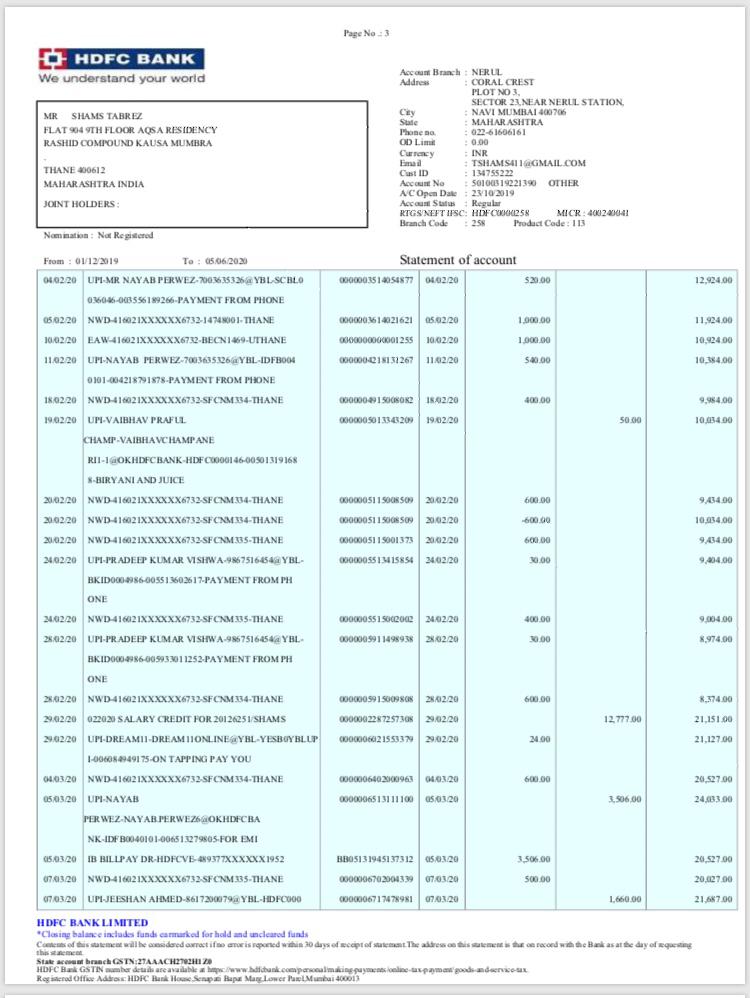 Page No .: 3
HDFC BANK
We understand your world
MR SHAMS TABREZ
FLAT 904 9TH FLOOR AQSA RESIDENCY
RASHID COMPOUND KAUSA MUMBRA
.
THANE 400612
MAHARASHTRA INDIA
JOINT HOLDERS :
Nomination : Not Registered
Account Branch : NERUL
Address : CORAL CREST
PLOT NO 3,
SECTOR 23,NEAR NERUL STATION,
City : NAVI MUMBAI 400706
State : MAHARASHTRA
Phone no. : 022-61606161
OD Limit : 0.00
Currency : INR
Email : TSHAMS411@GMAIL.COM
Cust ID : 134755222
Account No : 50100319221390 OTHER
A/C Open Date : 23/10/2019
Account Status : Regular
RTGS/NEFT IFSC: HDFC0000258 MICR : 400240041
Branch Code : 258 Product Code : 113
From : 01/12/2019 To : 05/06/2020 Statement of account
04/02/20 UPI-MR NAYAB PERWEZ-7003635326@YBL-SCBL0 0000003514054877 04/02/20 520.00 12,924.00
036046-003556189266-PAYMENT FROM PHONE
05/02/20 NWD-416021XXXXXX6732-14748001-THANE 0000003614021621 05/02/20 1,000.00 11,924.00
10/02/20 EAW-416021XXXXXX6732-BECN1469-UTHANE 0000000000001255 10/02/20 1,000.00 10,924.00
11/02/20 UPI-NAYAB PERWEZ-7003635326@YBL-IDFB004 0000004218131267 11/02/20 540.00 10,384.00
0101-004218791878-PAYMENT FROM PHONE
18/02/20 NWD-416021XXXXXX6732-SFCNM334-THANE 0000004915008082 18/02/20 400.00 9,984.00
19/02/20 UPI-VAIBHAV PRAFUL 0000005013343209 19/02/20 50.00 10,034.00
CHAMP-VAIBHAVCHAMPANE
RI1-1@OKHDFCBANK-HDFC0000146-00501319168
8-BIRYANI AND JUICE
20/02/20 NWD-416021XXXXXX6732-SFCNM334-THANE 0000005115008509 20/02/20 600.00 9,434.00
20/02/20 NWD-416021XXXXXX6732-SFCNM334-THANE 0000005115008509 20/02/20 -600.00 10,034.00
20/02/20 NWD-416021XXXXXX6732-SFCNM335-THANE 0000005115001373 20/02/20 600.00 9,434.00
24/02/20 UPI-PRADEEP KUMAR VISHWA-9867516454@YBL- 0000005513415854 24/02/20 30.00 9,404.00
BKID0004986-005513602617-PAYMENT FROM PH
ONE
24/02/20 NWD-416021XXXXXX6732-SFCNM335-THANE 0000005515002002 24/02/20 400.00 9,004.00
28/02/20 UPI-PRADEEP KUMAR VISHWA-9867516454@YBL- 0000005911498938 28/02/20 30.00 8,974.00
BKID0004986-005933011252-PAYMENT FROM PH
ONE
28/02/20 NWD-416021XXXXXX6732-SFCNM334-THANE 0000005915009808 28/02/20 600.00 8,374.00
29/02/20 022020 SALARY CREDIT FOR 20126251/SHAMS 0000002287257308 29/02/20 12,777.00 21,151.00
29/02/20 UPI-DREAM11-DREAM11ONLINE@YBL-YESB0YBLUP 0000006021553379 29/02/20 24.00 21,127.00
I-006084949175-ON TAPPING PAY YOU
04/03/20 NWD-416021XXXXXX6732-SFCNM334-THANE 0000006402000963 04/03/20 600.00 20,527.00
05/03/20 UPI-NAYAB 0000006513111100 05/03/20 3,506.00 24,033.00
PERWEZ-NAYAB.PERWEZ6@OKHDFCBA
NK-IDFB0040101-006513279805-FOR EMI
05/03/20 IB BILLPAY DR-HDFCVE-489377XXXXXX1952 BB05131945137312 05/03/20 3,506.00 20,527.00
07/03/20 NWD-416021XXXXXX6732-SFCNM335-THANE 0000006702004339 07/03/20 500.00 20,027.00
07/03/20 UPI-JEESHAN AHMED-8617200079@YBL-HDFC000 0000006717478981 07/03/20 1,660.00 21,687.00
HDFC BANK LIMITED
*Closing balance includes funds earmarked for hold and uncleared funds
Contents of this statement will be considered correct if no error is reported within 30 days of receipt of statement.The address on this statement is that on record with the Bank as at the day of requesting
this statement.
State account branch GSTN:27AAACH2702H1Z0
HDFC Bank GSTIN number details are available at https://www.hdfcbank.com/personal/making-payments/online-tax-payment/goods-and-service-tax.
Registered Office Address: HDFC Bank House,Senapati Bapat Marg,Lower Parel,Mumbai 400013